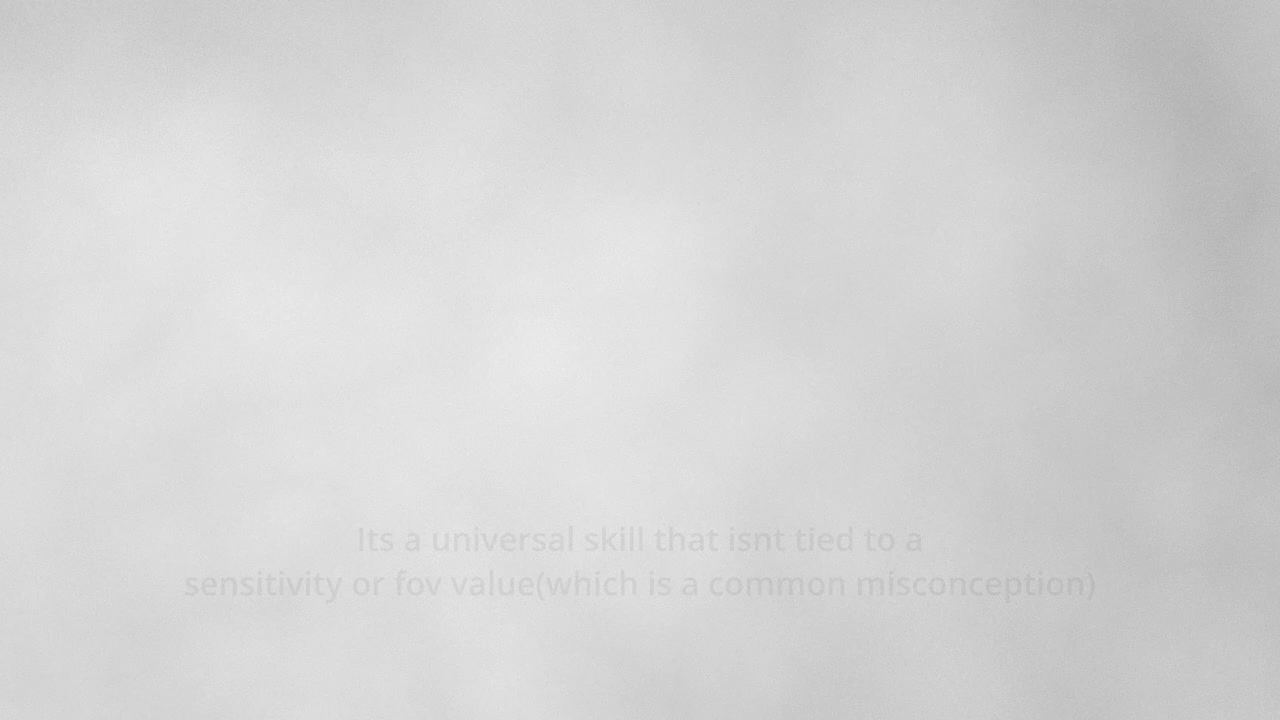 Its a universal skill that isnt tied to a
sensitivity or fov value(which is a common misconception)